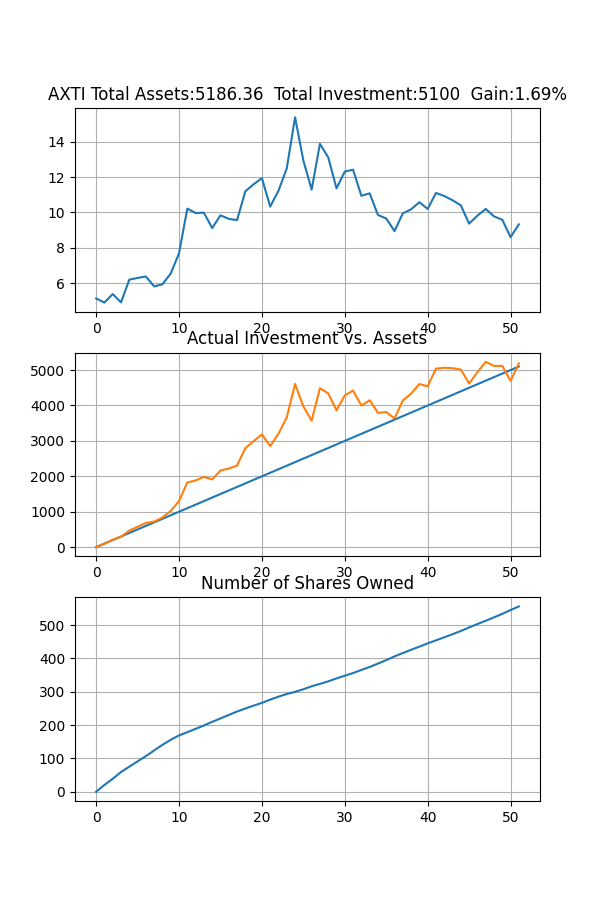 AXTI Total Assets:5186.36  Total Investment:5100  Gain:1.69%
14
12
10
8
6
0 10 20 30 40 50
Actual Investment vs. Assets
5000
4000
3000
2000
1000
0
0 10 20 30 40 50
Number of Shares Owned
500
400
300
200
100
0
0 10 20 30 40 50